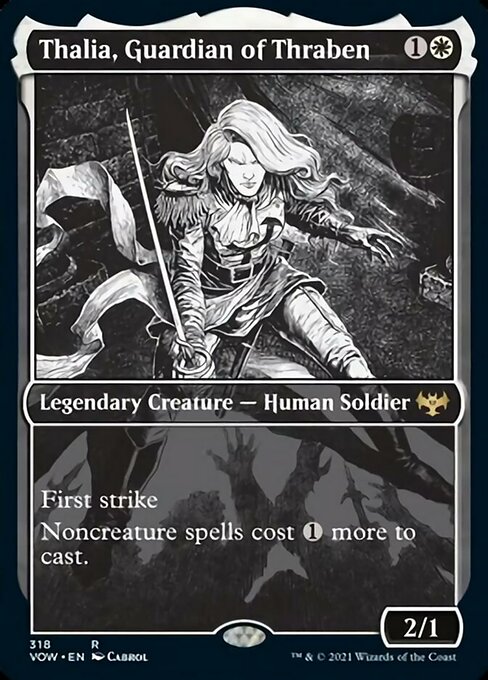 Thalia, Guardian of Thraben 1
Legendary Creature — Human Soldier
First strike
Noncreature spells cost 1 more to
cast.
2/1
318 R
VOW • EN Cabrol
™ & © 2021 Wizards of the Coast